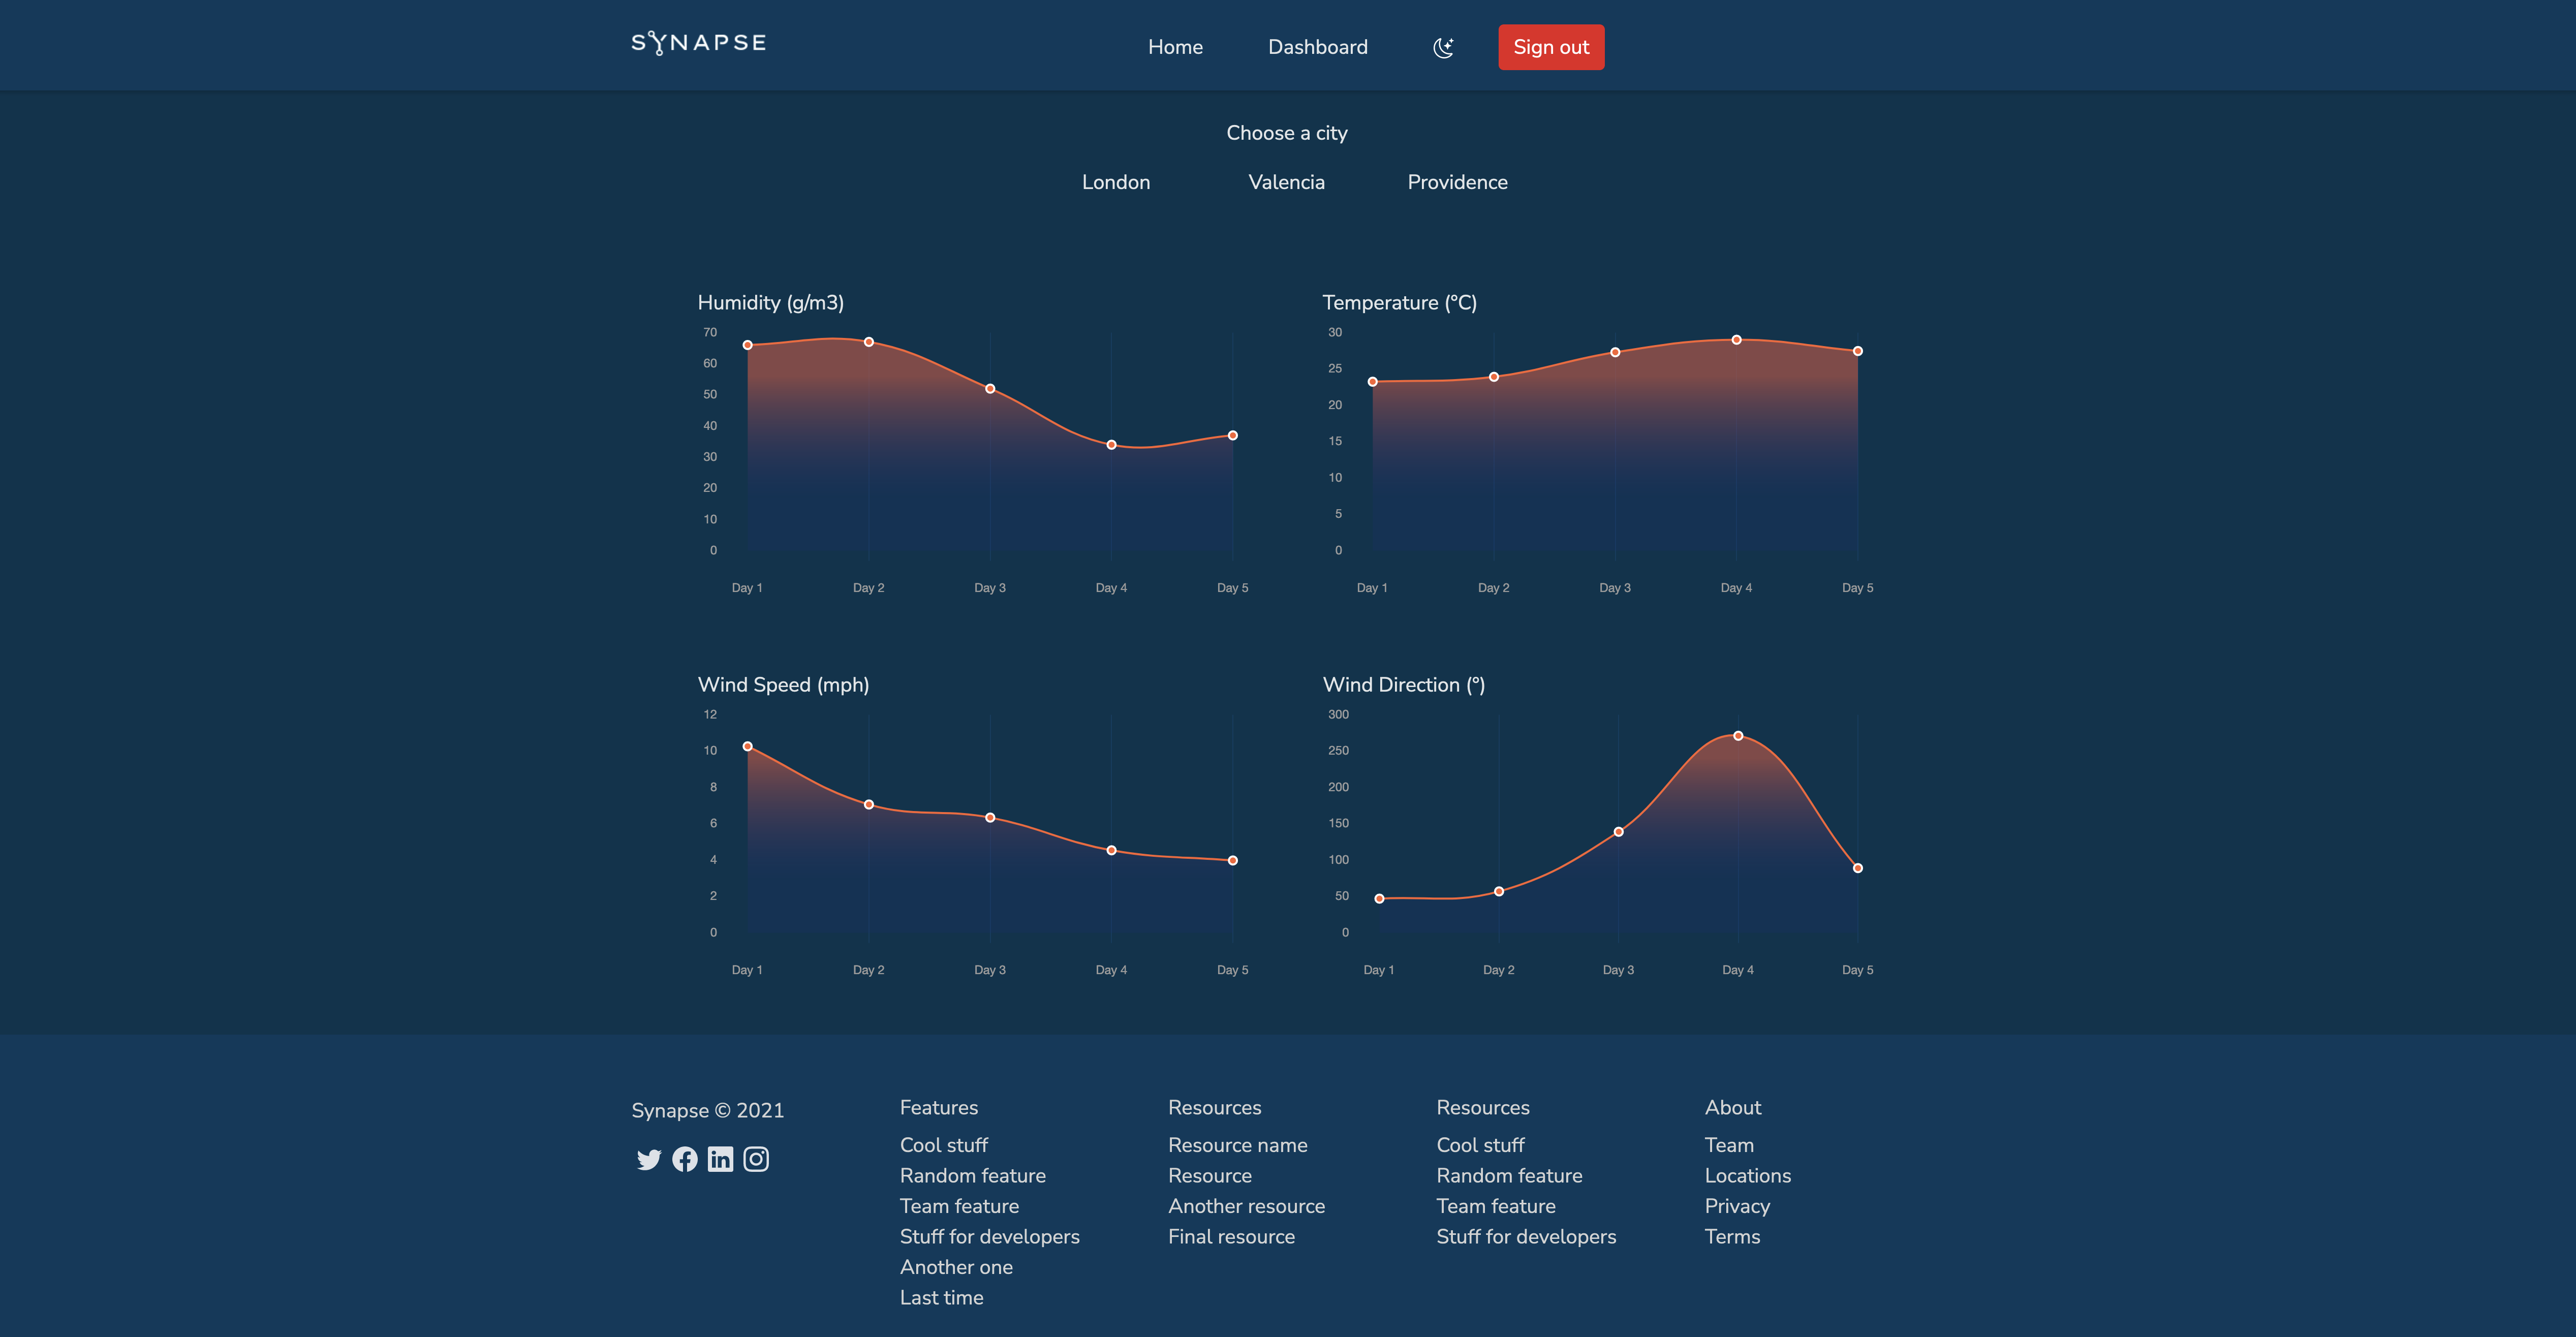 SYNAPSE
Home Dashboard Sign out
Choose a city
London Valencia Providence
Humidity (g/m3)
70
60
50
40
30
20
10
0
Day 1 Day 2 Day 3 Day 4 Day 5
Temperature (°C)
30
25
20
15
10
5
0
Day 1 Day 2 Day 3 Day 4 Day 5
Wind Speed (mph)
12
10
8
6
4
2
0
Day 1 Day 2 Day 3 Day 4 Day 5
Wind Direction (°)
300
250
200
150
100
50
0
Day 1 Day 2 Day 3 Day 4 Day 5
Synapse © 2021
Features
Cool stuff
Random feature
Team feature
Stuff for developers
Another one
Last time
Resources
Resource name
Resource
Another resource
Final resource
Resources
Cool stuff
Random feature
Team feature
Stuff for developers
About
Team
Locations
Privacy
Terms